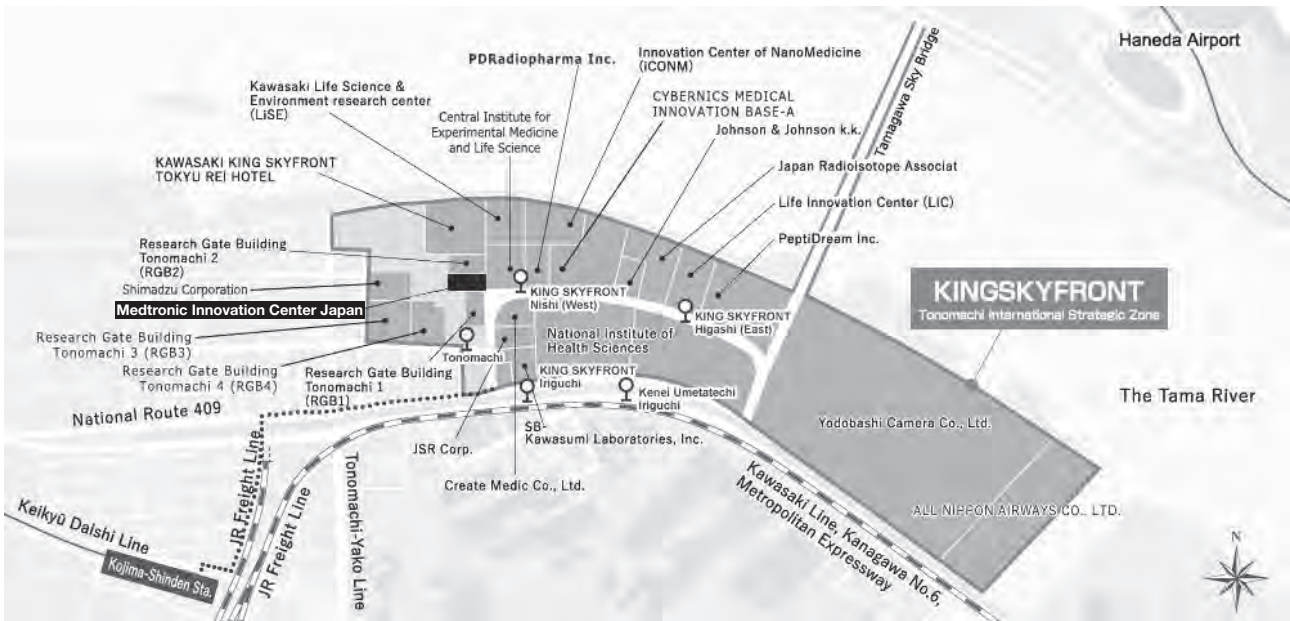 Haneda Airport
Innovation Center of NanoMedicine
(iCONM)
PDRadiopharma Inc.
Tamagawa Sky Bridge
Kawasaki Life Science &
Environment research center
(LiSE)
CYBERNICS MEDICAL
INNOVATION BASE-A
Central Institute for
Experimental Medicine
and Life Science
Johnson & Johnson k.k.
KAWASAKI KING SKYFRONT
TOKYU REI HOTEL
Japan Radioisotope Associat
Life Innovation Center (LIC)
Research Gate Building
Tonomachi 2
(RGB2)
PeptiDream Inc.
Shimadzu Corporation
KINGSKYFRONT
Tonomachi International Strategic Zone
KING SKYFRONT
Nishi (West)
Medtronic Innovation Center Japan
KING SKYFRONT
Higashi (East)
Research Gate Building
Tonomachi 3 (RGB3)
National Institute of
Health Sciences
Tonomachi
Research Gate Building
Tonomachi 4 (RGB4)
Research Gate Building
Tonomachi 1
(RGB1)
KING SKYFRONT
Iriguchi
Kenei Umetatechi
Iriguchi
The Tama River
National Route 409
Yodobashi Camera Co., Ltd.
SB-
Kawasumi Laboratories, Inc.
JSR Corp.
Create Medic Co., Ltd.
JR Freight Line
JR Freight Line
Tonomachi-Yako Line
Kawasaki Line, Kanagawa No.6,
Metropolitan Expressway
ALL NIPPON AIRWAYS CO., LTD.
Keikyū Daishi Line
Kojima-Shinden Sta.
N